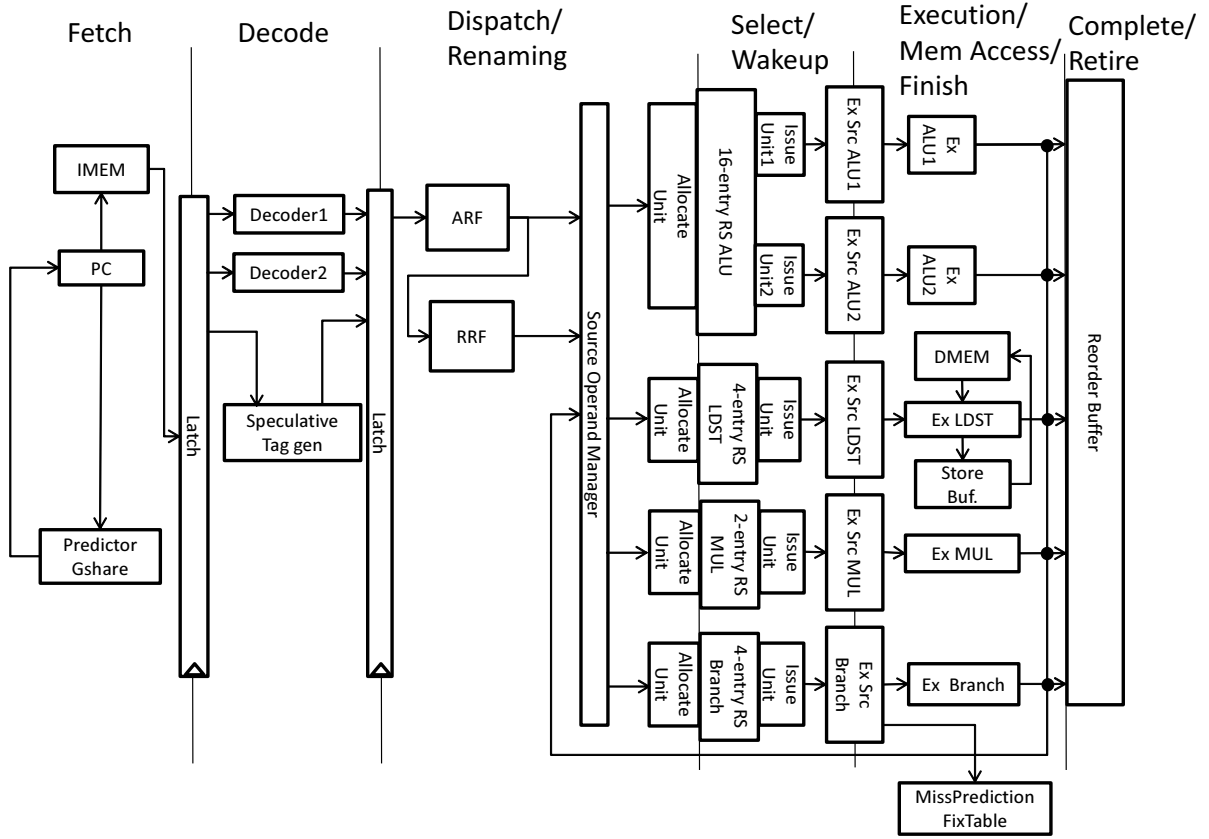 Fetch
Decode
Dispatch/
Renaming
Select/
Wakeup
Execution/
Mem Access/
Finish
Complete/
Retire
IMEM
PC
Predictor
Gshare
Latch
Decoder1
Decoder2
Speculative
Tag gen
Latch
ARF
RRF
Source Operand Manager
Allocate
Unit
16-entry RS ALU
Issue
Unit1
Issue
Unit2
Ex Src ALU1
Ex Src ALU2
Ex
ALU1
Ex
ALU2
Allocate
Unit
4-entry RS
LDST
Issue
Unit
Ex Src LDST
DMEM
Ex LDST
Store
Buf.
Allocate
Unit
2-entry RS
MUL
Issue
Unit
Ex Src MUL
Ex MUL
Allocate
Unit
4-entry RS
Branch
Issue
Unit
Ex Src
Branch
Ex Branch
MissPrediction
FixTable
Reorder Buffer